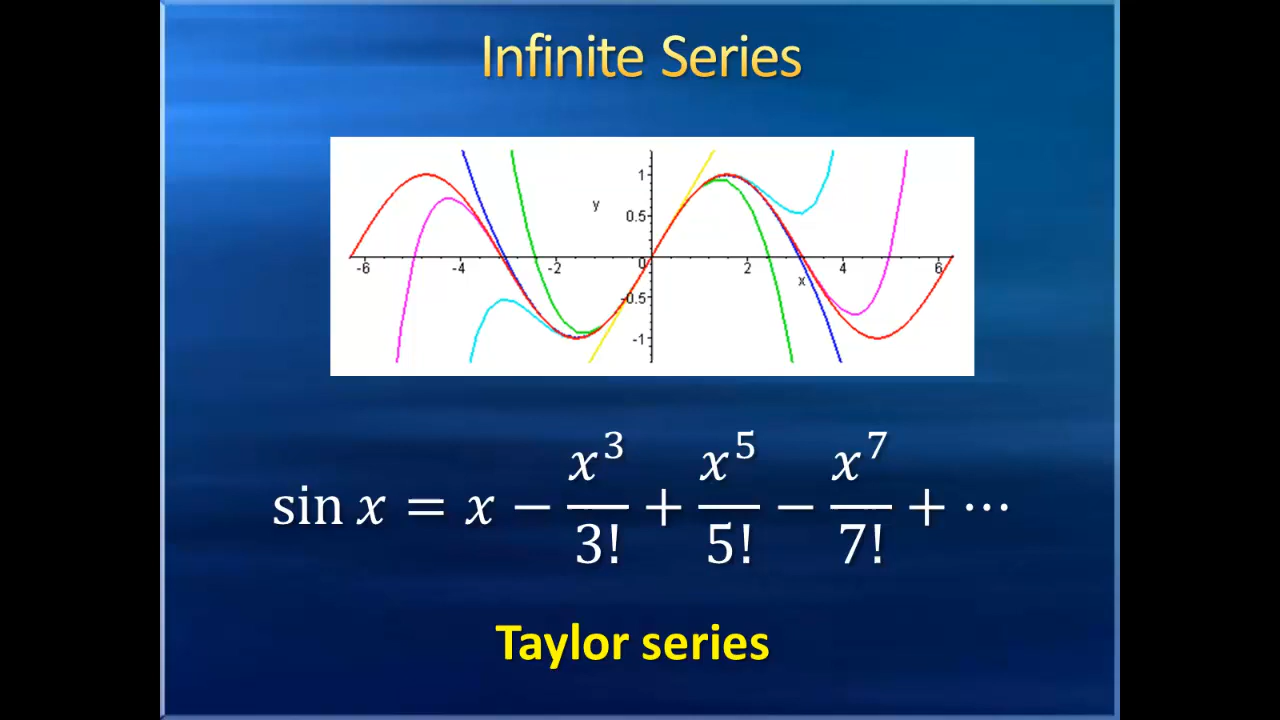 Infinite Series
1
y
0.5
0
-6 -4 -2 2 4 6
x
-0.5
-1
sin x = x − x³/3! + x⁵/5! − x⁷/7! + ⋯
Taylor series